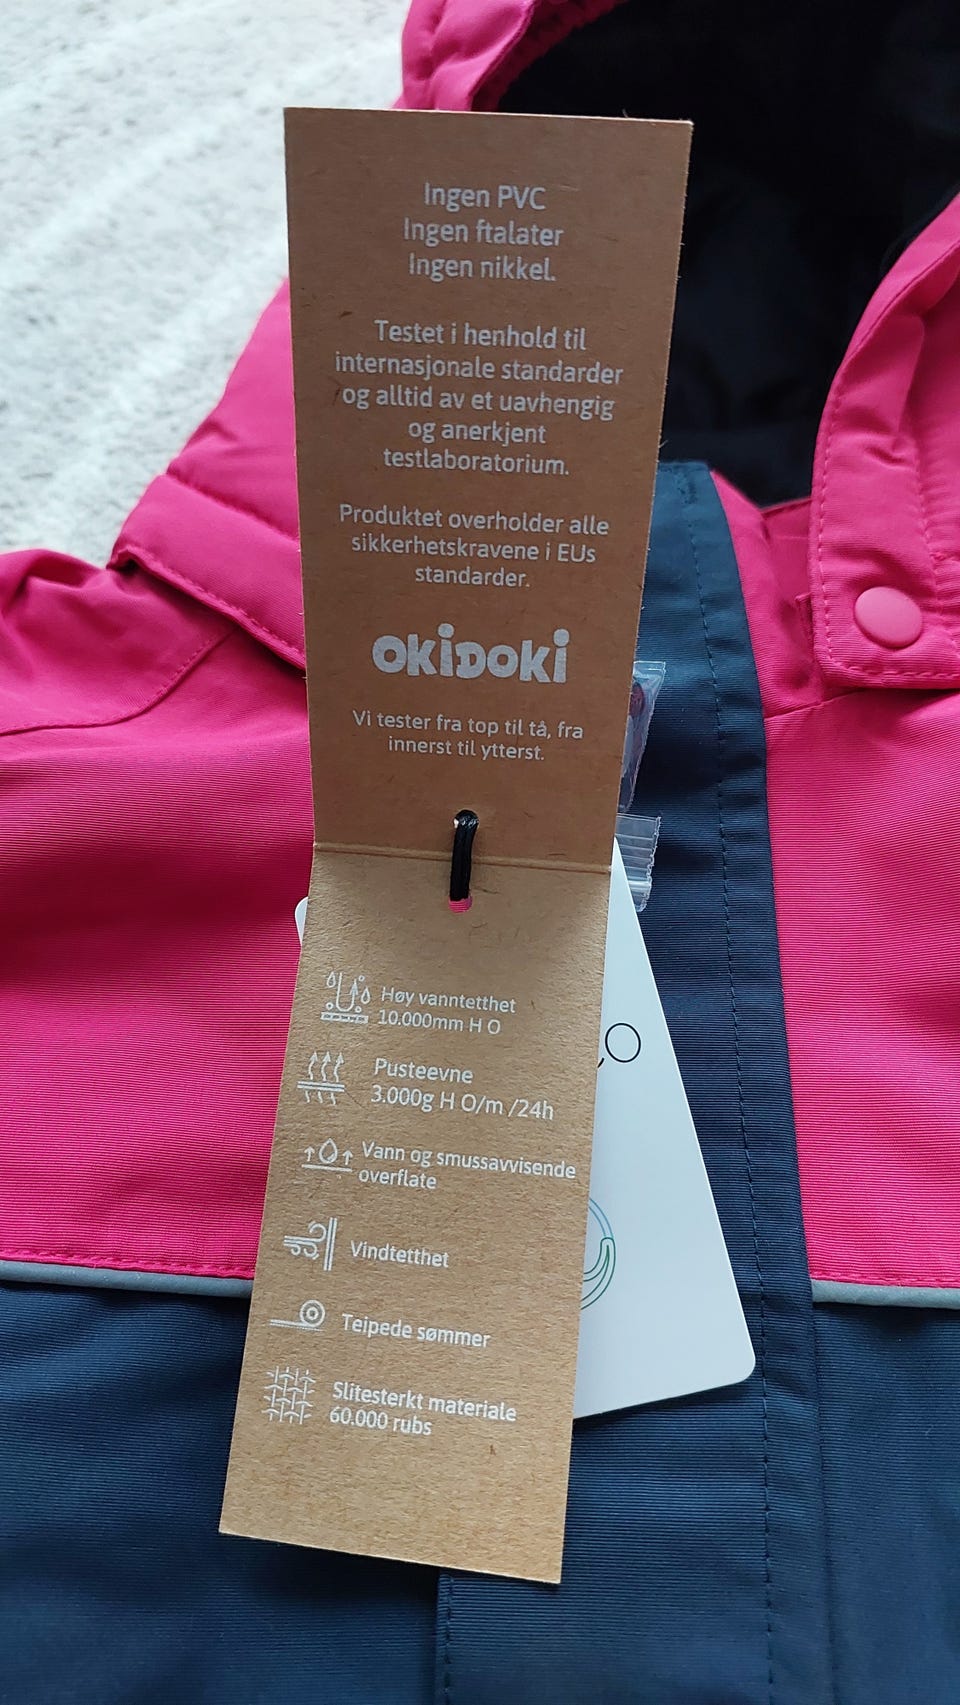 Ingen PVC
Ingen ftalater
Ingen nikkel.
Testet i henhold til
internasjonale standarder
og alltid av et uavhengig
og anerkjent
testlaboratorium.
Produktet overholder alle
sikkerhetskravene i EUs
standarder.
OKiDOKi
Vi tester fra top til tå, fra
innerst til ytterst.
Høy vanntetthet
10.000mm H O
Pusteevne
3.000g H O/m /24h
Vann og smussavvisende
overflate
Vindtetthet
Teipede sømmer
Slitesterkt materiale
60.000 rubs